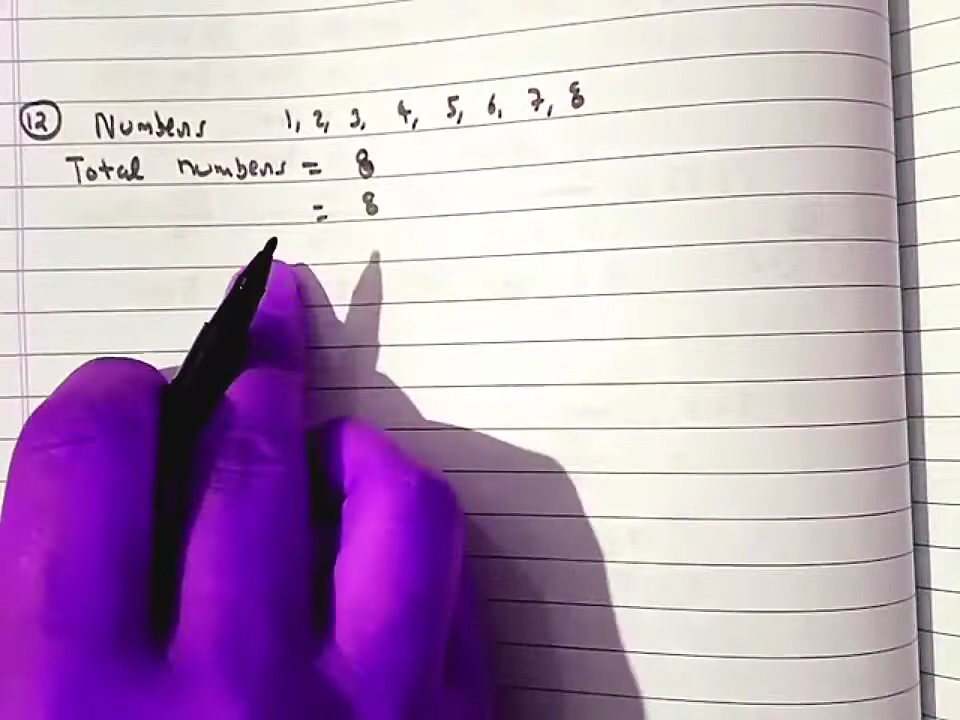 12 Numbers 1, 2, 3, 4, 5, 6, 7, 8
Total numbers = 8
= 8